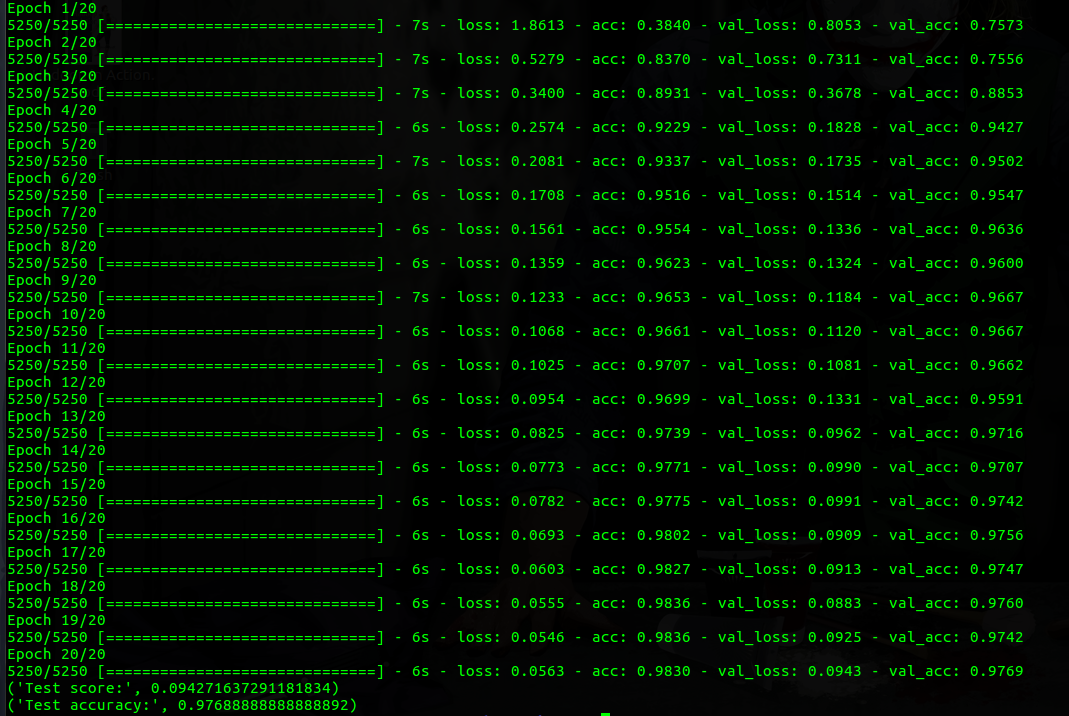 Epoch 1/20
5250/5250 [==============================] - 7s - loss: 1.8613 - acc: 0.3840 - val_loss: 0.8053 - val_acc: 0.7573
Epoch 2/20
5250/5250 [==============================] - 7s - loss: 0.5279 - acc: 0.8370 - val_loss: 0.7311 - val_acc: 0.7556
Epoch 3/20
5250/5250 [==============================] - 7s - loss: 0.3400 - acc: 0.8931 - val_loss: 0.3678 - val_acc: 0.8853
Epoch 4/20
5250/5250 [==============================] - 6s - loss: 0.2574 - acc: 0.9229 - val_loss: 0.1828 - val_acc: 0.9427
Epoch 5/20
5250/5250 [==============================] - 7s - loss: 0.2081 - acc: 0.9337 - val_loss: 0.1735 - val_acc: 0.9502
Epoch 6/20
5250/5250 [==============================] - 6s - loss: 0.1708 - acc: 0.9516 - val_loss: 0.1514 - val_acc: 0.9547
Epoch 7/20
5250/5250 [==============================] - 6s - loss: 0.1561 - acc: 0.9554 - val_loss: 0.1336 - val_acc: 0.9636
Epoch 8/20
5250/5250 [==============================] - 6s - loss: 0.1359 - acc: 0.9623 - val_loss: 0.1324 - val_acc: 0.9600
Epoch 9/20
5250/5250 [==============================] - 7s - loss: 0.1233 - acc: 0.9653 - val_loss: 0.1184 - val_acc: 0.9667
Epoch 10/20
5250/5250 [==============================] - 6s - loss: 0.1068 - acc: 0.9661 - val_loss: 0.1120 - val_acc: 0.9667
Epoch 11/20
5250/5250 [==============================] - 6s - loss: 0.1025 - acc: 0.9707 - val_loss: 0.1081 - val_acc: 0.9662
Epoch 12/20
5250/5250 [==============================] - 6s - loss: 0.0954 - acc: 0.9699 - val_loss: 0.1331 - val_acc: 0.9591
Epoch 13/20
5250/5250 [==============================] - 6s - loss: 0.0825 - acc: 0.9739 - val_loss: 0.0962 - val_acc: 0.9716
Epoch 14/20
5250/5250 [==============================] - 6s - loss: 0.0773 - acc: 0.9771 - val_loss: 0.0990 - val_acc: 0.9707
Epoch 15/20
5250/5250 [==============================] - 6s - loss: 0.0782 - acc: 0.9775 - val_loss: 0.0991 - val_acc: 0.9742
Epoch 16/20
5250/5250 [==============================] - 6s - loss: 0.0693 - acc: 0.9802 - val_loss: 0.0909 - val_acc: 0.9756
Epoch 17/20
5250/5250 [==============================] - 6s - loss: 0.0603 - acc: 0.9827 - val_loss: 0.0913 - val_acc: 0.9747
Epoch 18/20
5250/5250 [==============================] - 6s - loss: 0.0555 - acc: 0.9836 - val_loss: 0.0883 - val_acc: 0.9760
Epoch 19/20
5250/5250 [==============================] - 6s - loss: 0.0546 - acc: 0.9836 - val_loss: 0.0925 - val_acc: 0.9742
Epoch 20/20
5250/5250 [==============================] - 6s - loss: 0.0563 - acc: 0.9830 - val_loss: 0.0943 - val_acc: 0.9769
('Test score:', 0.094271637291181834)
('Test accuracy:', 0.97688888888888892)